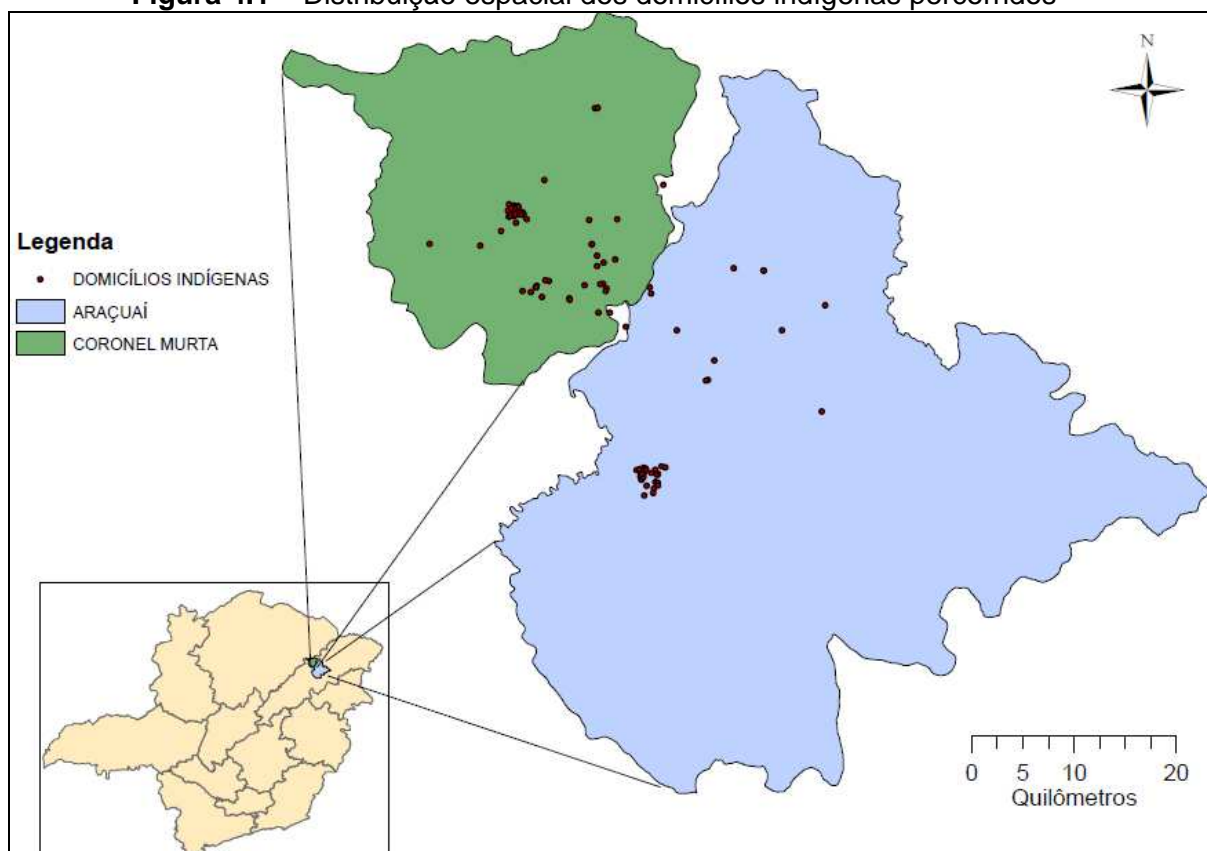 Figura 4.1 – Distribuição espacial dos domicílios indígenas percorridos
N
Legenda
DOMICÍLIOS INDÍGENAS
ARAÇUAÍ
CORONEL MURTA
0 5 10 20
Quilômetros